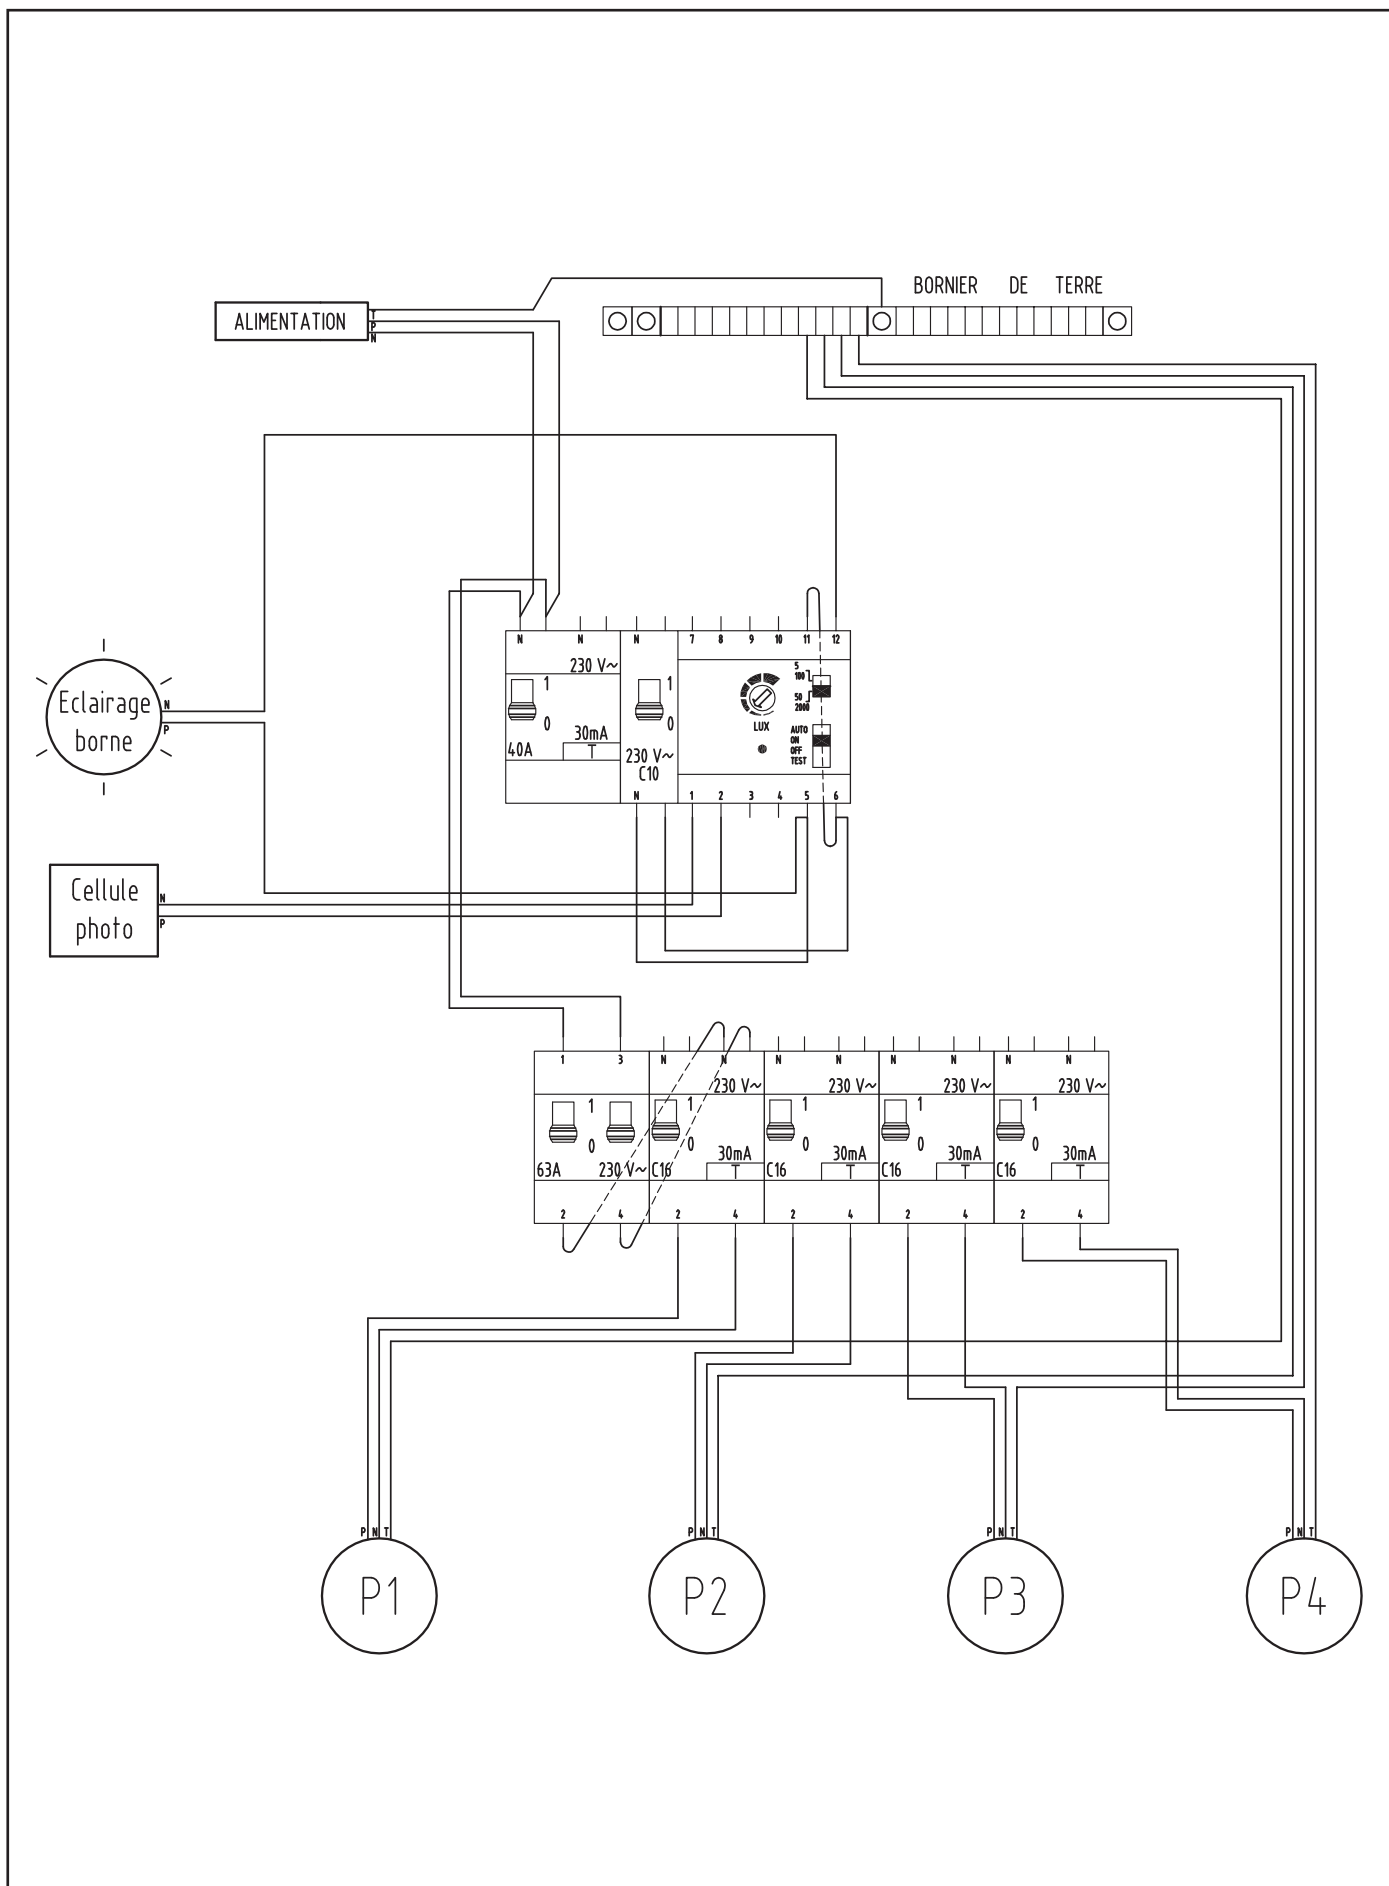 BORNIER DE TERRE
ALIMENTATION
T
P
N
N N N 7 8 9 10 11 12
230 V~ 5
100
1 1 50
2000
0 0 LUX AUTO
ON
OFF
TEST
40A 30mA 230 V~
T C10
N 1 2 3 4 5 6
Eclairage
borne
N
P
Cellule
photo
N
P
1 3 N N N N N N N N
230 V~ 230 V~ 230 V~ 230 V~
1 1 1 1 1
0 0 0 0 0
30mA 30mA 30mA 30mA
63A 230 V~ C16 T C16 T C16 T C16 T
2 4 2 4 2 4 2 4 2 4
P N T P N T P N T P N T
P1 P2 P3 P4